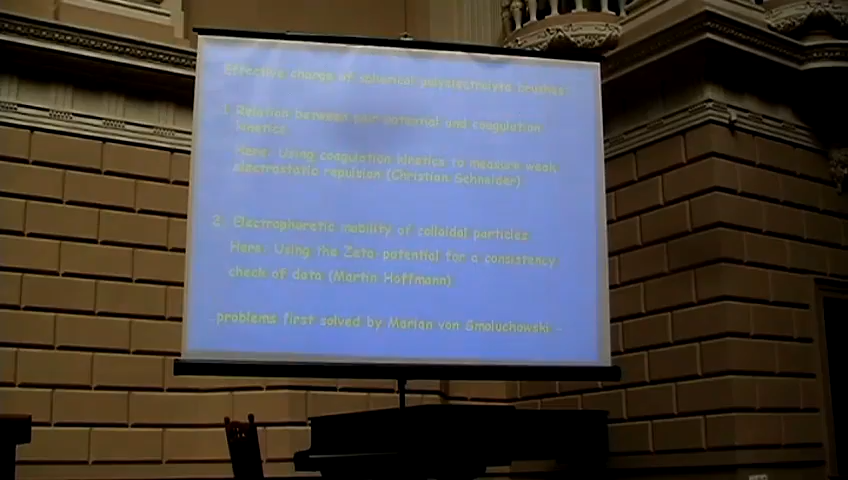 Effective charge of spherical polyelectrolyte brushes:
1. Relation between pair potential and coagulation
kinetics
Here: Using coagulation kinetics to measure weak
electrostatic repulsion (Christian Schneider)
2. Electrophoretic mobility of colloidal particles:
Here: Using the Zeta-potential for a consistency
check of data (Martin Hoffmann)
-problems first solved by Marian von Smoluchowski -